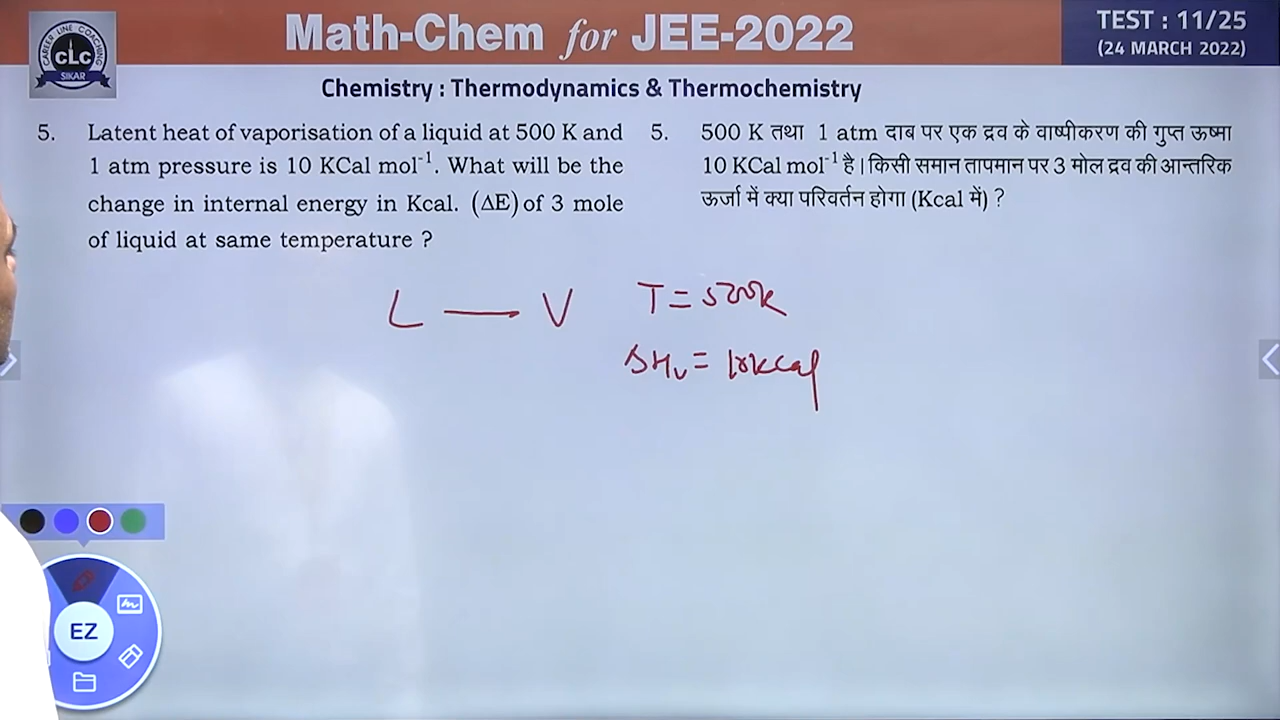 CAREER LINE COACHING
CLC
SIKAR
Math-Chem for JEE-2022
TEST : 11/25
(24 MARCH 2022)
Chemistry : Thermodynamics & Thermochemistry
5. Latent heat of vaporisation of a liquid at 500 K and
1 atm pressure is 10 KCal mol⁻¹. What will be the
change in internal energy in Kcal. (ΔE) of 3 mole
of liquid at same temperature ?
5. 500 K तथा 1 atm दाब पर एक द्रव के वाष्पीकरण की गुप्त ऊष्मा
10 KCal mol⁻¹ है। किसी समान तापमान पर 3 मोल द्रव की आन्तरिक
ऊर्जा में क्या परिवर्तन होगा (Kcal में) ?
L ⟶ V T = 500K
ΔHv = 10kcal
EZ